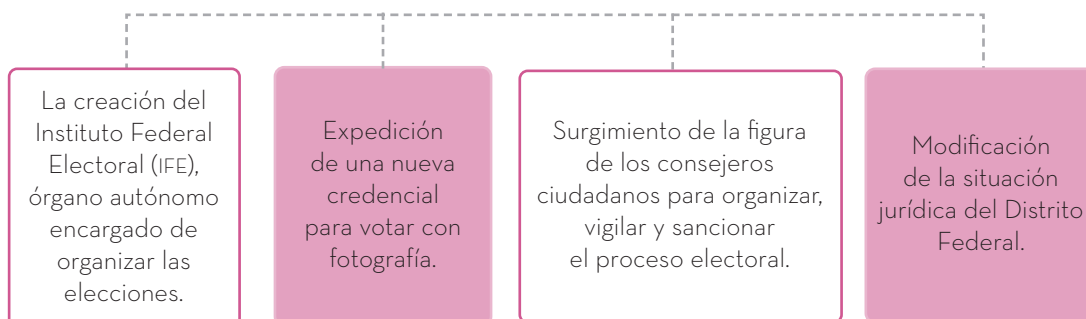 La creación del
Instituto Federal
Electoral (IFE),
órgano autónomo
encargado de
organizar las
elecciones.
Expedición
de una nueva
credencial
para votar con
fotografía.
Surgimiento de la figura
de los consejeros
ciudadanos para organizar,
vigilar y sancionar
el proceso electoral.
Modificación
de la situación
jurídica del Distrito
Federal.